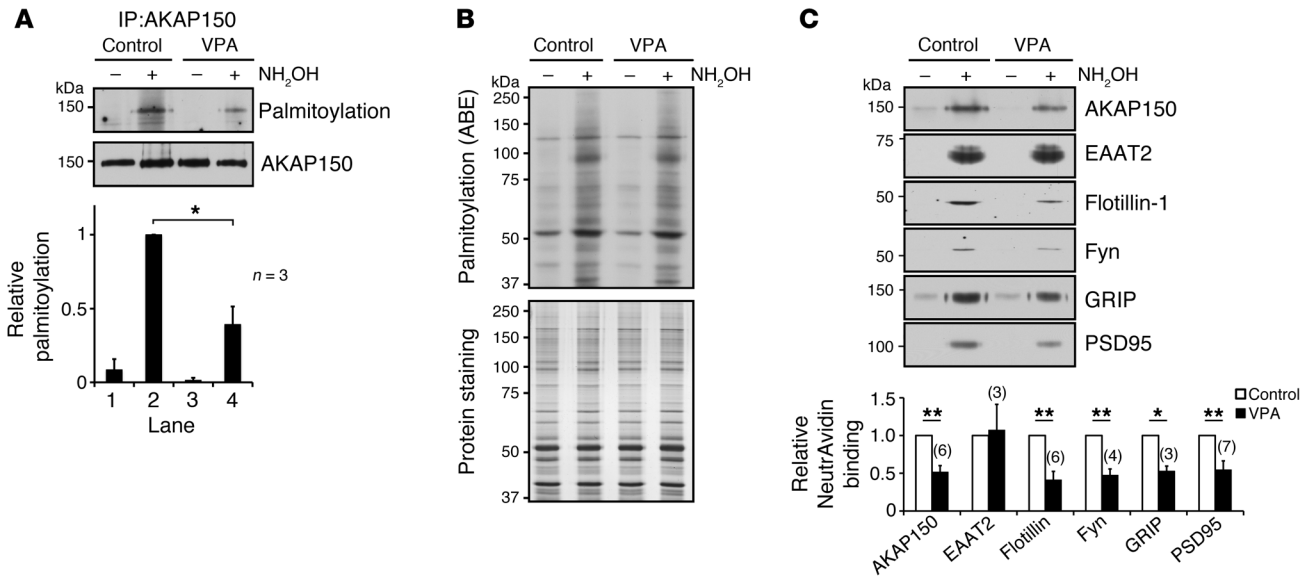 A
IP:AKAP150
Control VPA
– + – + NH2OH
kDa
150 Palmitoylation
150 AKAP150
Relative
palmitoylation
1
0.5
0
*
n = 3
1 2 3 4
Lane
B
Control VPA
– + – + NH2OH
kDa
Palmitoylation (ABE)
250
150
100
75
50
37
Protein staining
250
150
100
75
50
37
C
Control VPA
– + – + NH2OH
kDa
150 AKAP150
75 EAAT2
50 Flotillin-1
50 Fyn
150 GRIP
100 PSD95
Relative
NeutrAvidin
binding
1.5
1.0
0.5
0
Control
VPA
** (3) ** ** * **
(6) (6) (4) (3) (7)
AKAP150 EAAT2 Flotillin Fyn GRIP PSD95